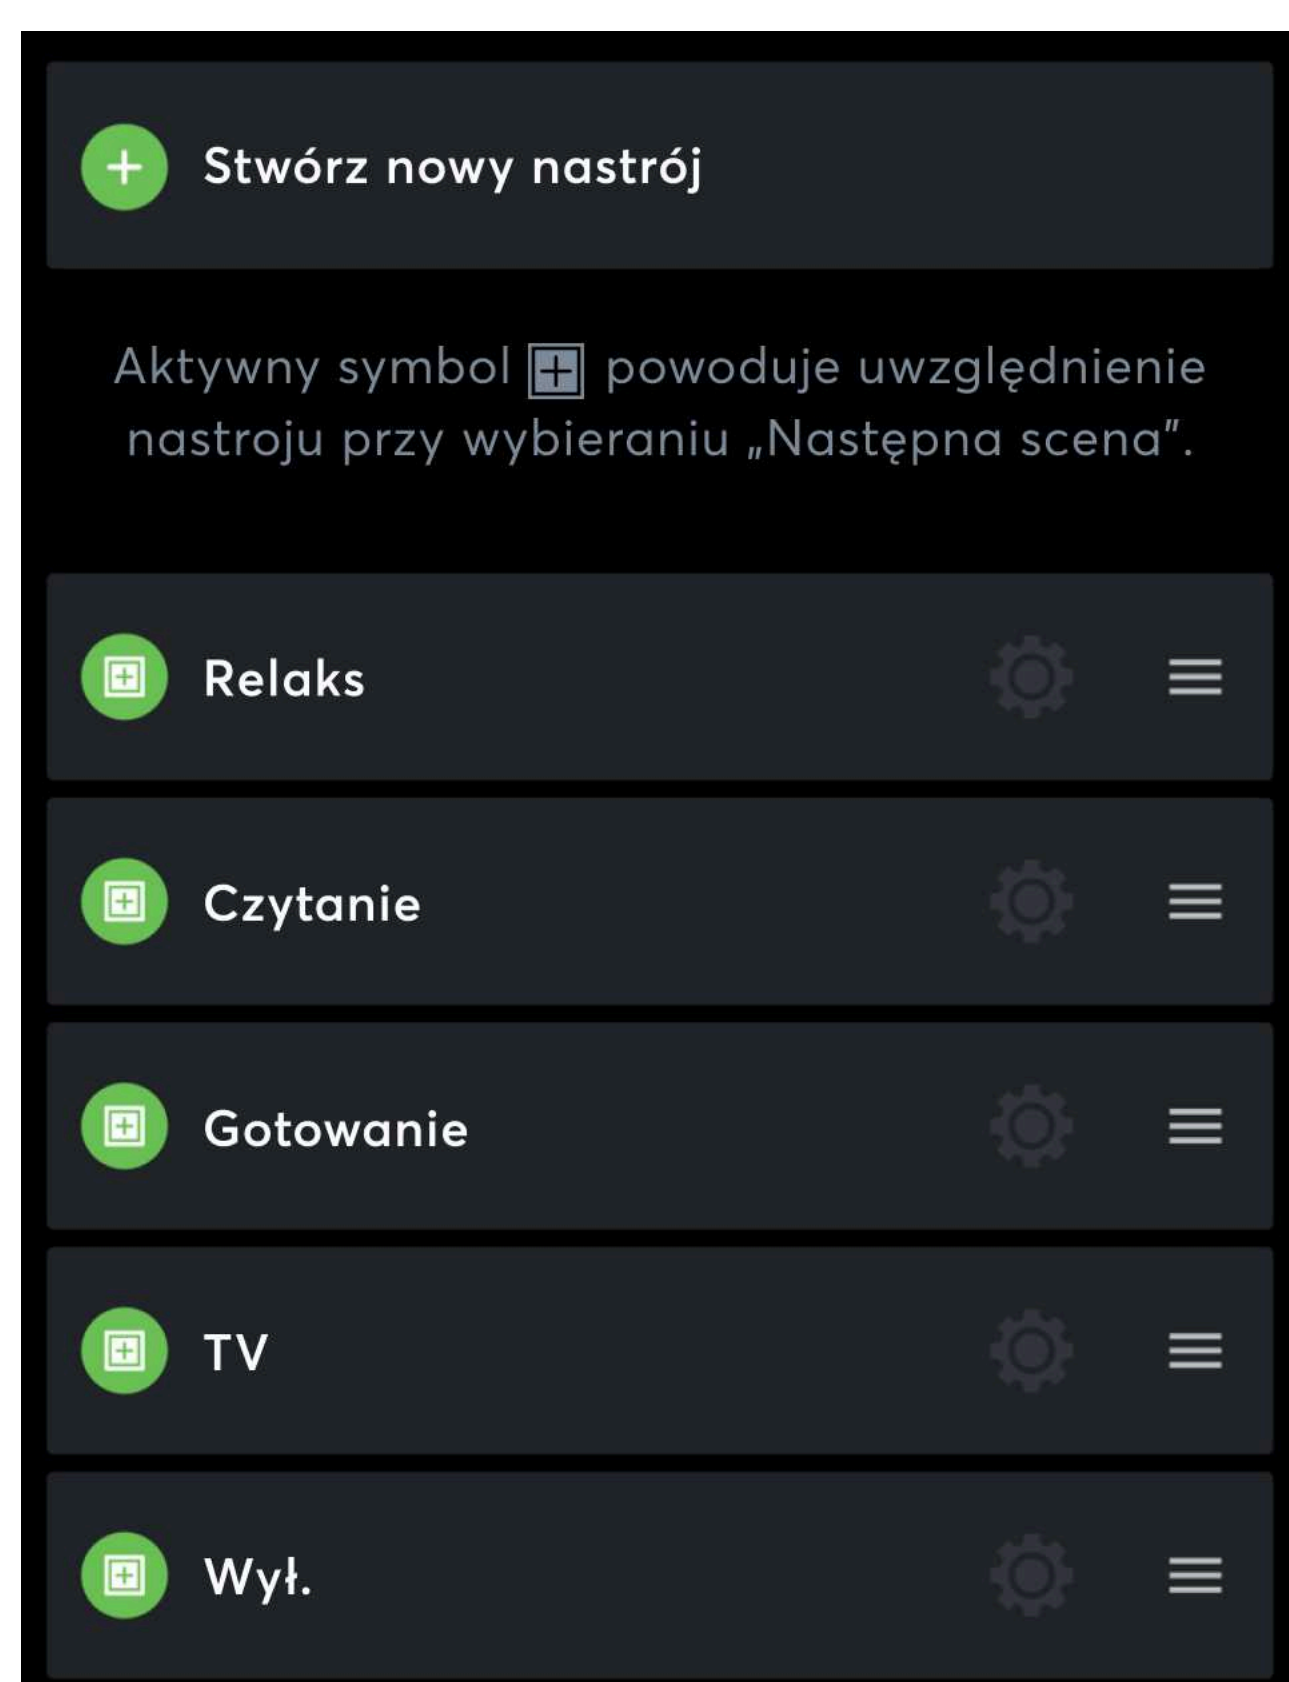 Stwórz nowy nastrój
Aktywny symbol powoduje uwzględnienie
nastroju przy wybieraniu „Następna scena”.
Relaks
Czytanie
Gotowanie
TV
Wył.